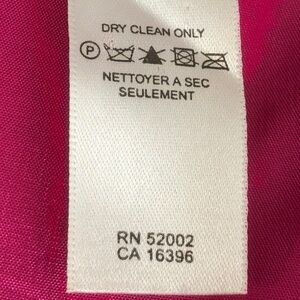 DRY CLEAN ONLY
P
NETTOYER A SEC
SEULEMENT
RN 52002
CA 16396